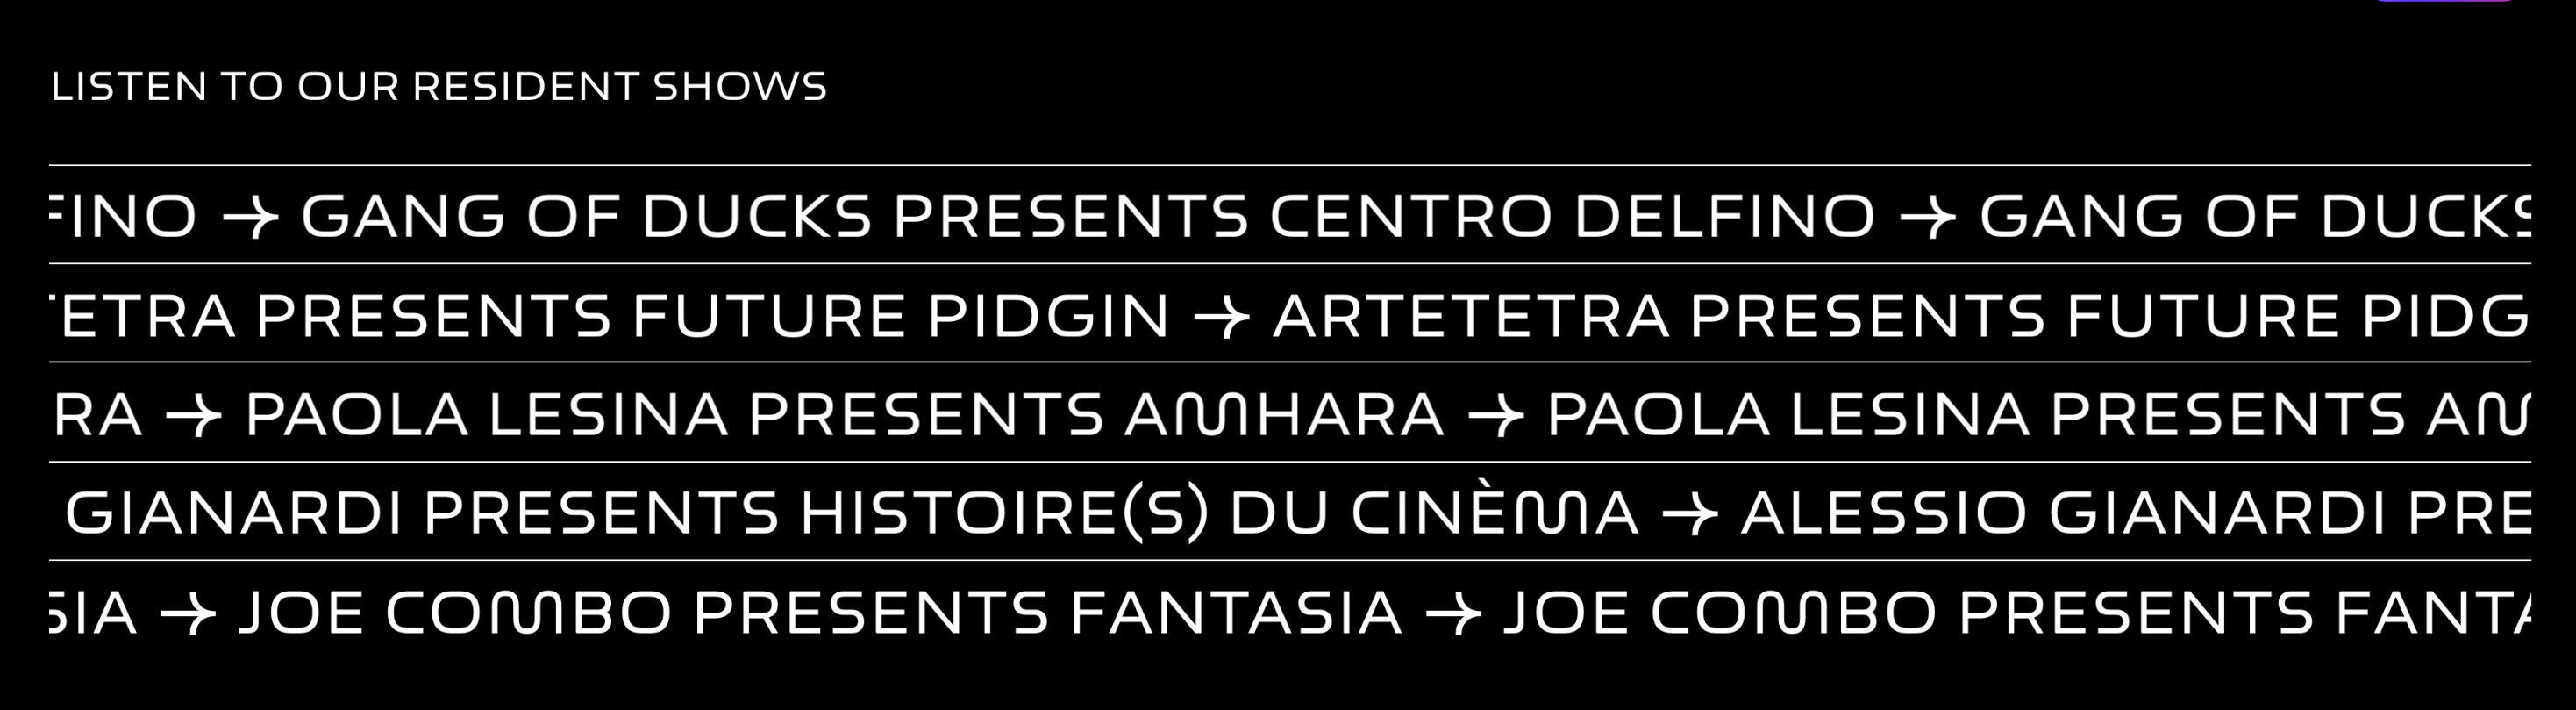 LISTEN TO OUR RESIDENT SHOWS
FINO → GANG OF DUCKS PRESENTS CENTRO DELFINO → GANG OF DUCKS
TETRA PRESENTS FUTURE PIDGIN → ARTETETRA PRESENTS FUTURE PIDG
RA → PAOLA LESINA PRESENTS AMHARA → PAOLA LESINA PRESENTS AM
GIANARDI PRESENTS HISTOIRE(S) DU CINÈMA → ALESSIO GIANARDI PRE
SIA → JOE COMBO PRESENTS FANTASIA → JOE COMBO PRESENTS FANTA